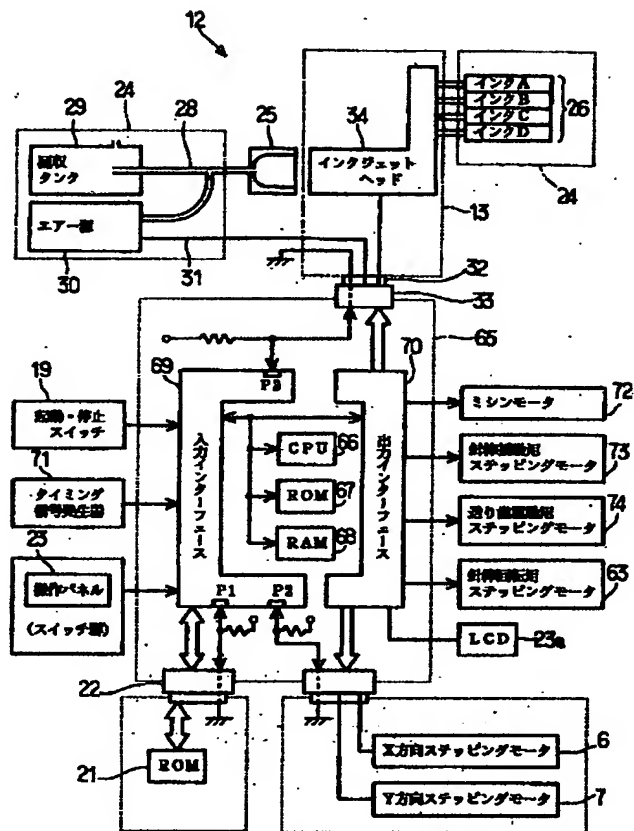 12
29
24
28
25
34
インクA
インクB
インクC
インクD
26
回収
タンク
インクジェット
ヘッド
24
13
エアー源
30
31
32
33
65
69
P3
70
19
起動・停止
スイッチ
入力インターフェース
出力インターフェース
CPU
66
ROM
67
RAM
68
ミシンモータ
72
71
タイミング
信号発生器
針棒揺動用
ステッピングモータ
73
23
操作パネル
(スイッチ群)
送り歯駆動用
ステッピングモータ
74
P1
P2
針棒回転用
ステッピングモータ
63
LCD
23a
22
21
ROM
X方向ステッピングモータ
6
Y方向ステッピングモータ
7